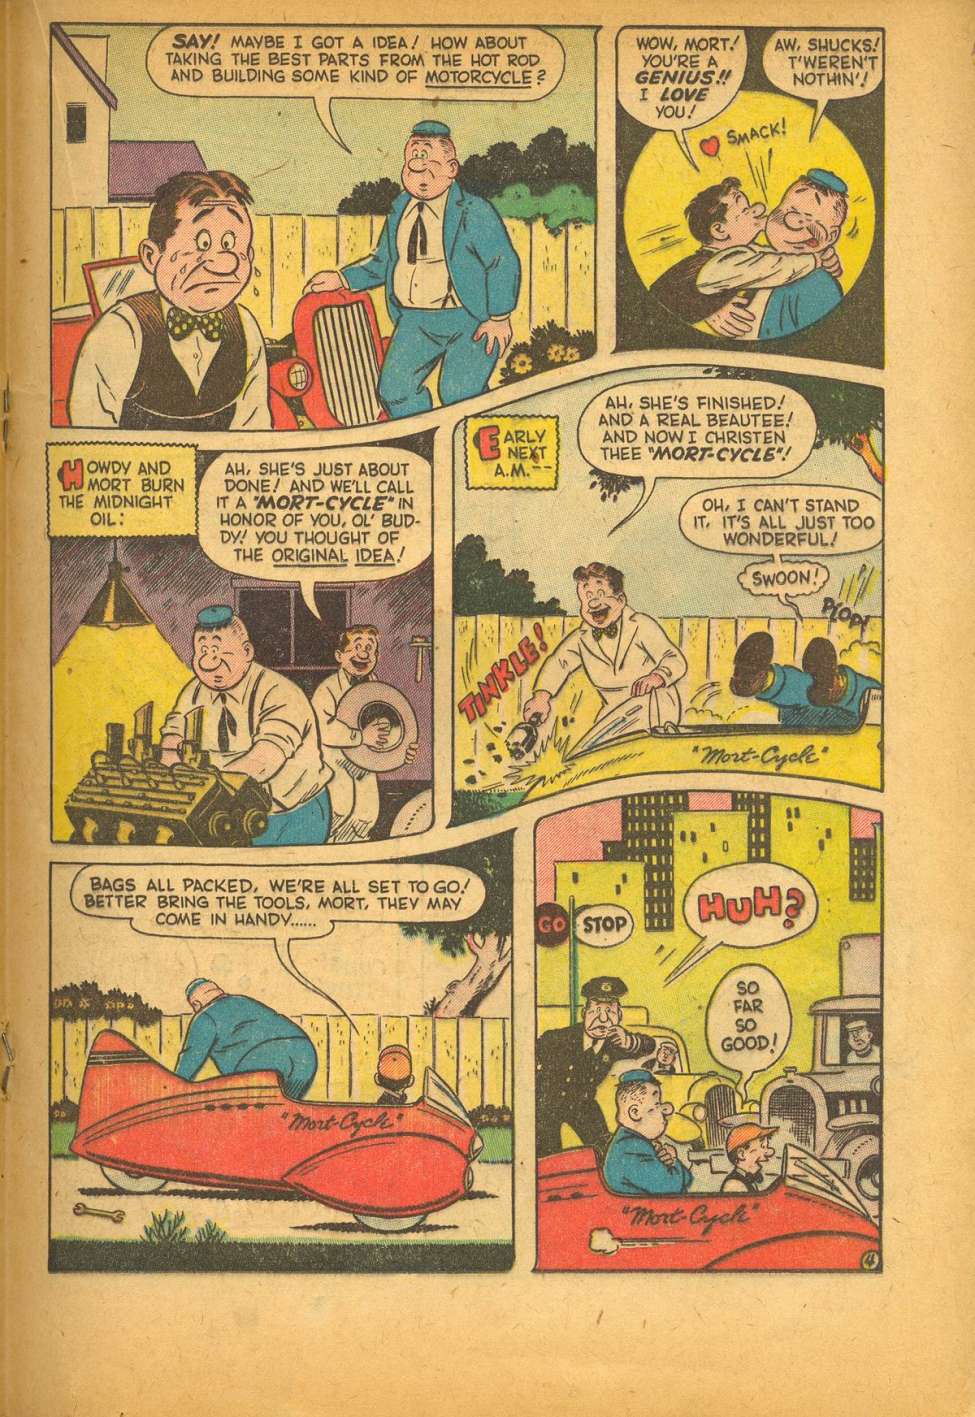 SAY! MAYBE I GOT A IDEA! HOW ABOUT
TAKING THE BEST PARTS FROM THE HOT ROD
AND BUILDING SOME KIND OF MOTORCYCLE?
WOW, MORT!
YOU'RE A
GENIUS!!
I LOVE
YOU!
AW, SHUCKS!
T'WEREN'T
NOTHIN'!
SMACK!
HOWDY AND
MORT BURN
THE MIDNIGHT
OIL:
AH, SHE'S JUST ABOUT
DONE! AND WE'LL CALL
IT A "MORT-CYCLE" IN
HONOR OF YOU, OL' BUD-
DY! YOU THOUGHT OF
THE ORIGINAL IDEA!
EARLY
NEXT
A.M.--
AH, SHE'S FINISHED!
AND A REAL BEAUTEE!
AND NOW I CHRISTEN
THEE "MORT-CYCLE"!
OH, I CAN'T STAND
IT, IT'S ALL JUST TOO
WONDERFUL!
SWOON!
PLOP!
TINKLE!
"Mort-Cycle"
BAGS ALL PACKED, WE'RE ALL SET TO GO!
BETTER BRING THE TOOLS, MORT, THEY MAY
COME IN HANDY......
"Mort-Cycle"
HUH?
GO STOP
SO
FAR
SO
GOOD!
6
"Mort-Cycle"
4